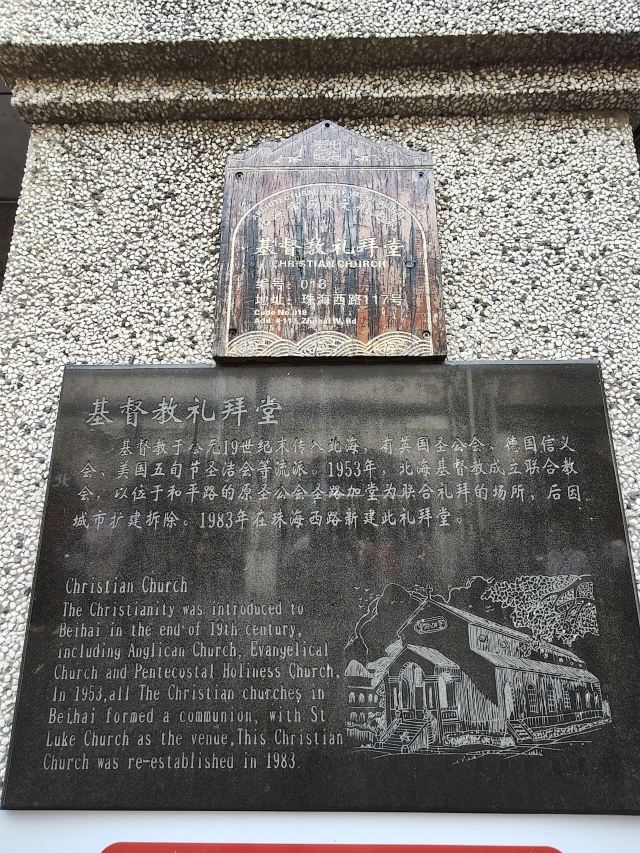 基督教礼拜堂
CHRISTIAN CHURCH
编号：018
地址：珠海西路117号
Code No.018
Add: # 117, Zhuhai W. Rd
基督教礼拜堂
基督教于公元19世纪末传入北海，有英国圣公会、德国信义
会、美国五旬节圣洁会等流派。1953年，北海基督教成立联合教
会，以位于和平路的原圣公会圣路加堂为联合礼拜的场所，后因
城市扩建拆除。1983年在珠海西路新建此礼拜堂。
Christian Church
The Christianity was introduced to
Beihai in the end of 19th century,
including Anglican Church, Evangelical
Church and Pentecostal Holiness Church.
In 1953,all The Christian churches in
Beihai formed a communion, with St
Luke Church as the venue.This Christian
Church was re-established in 1983.